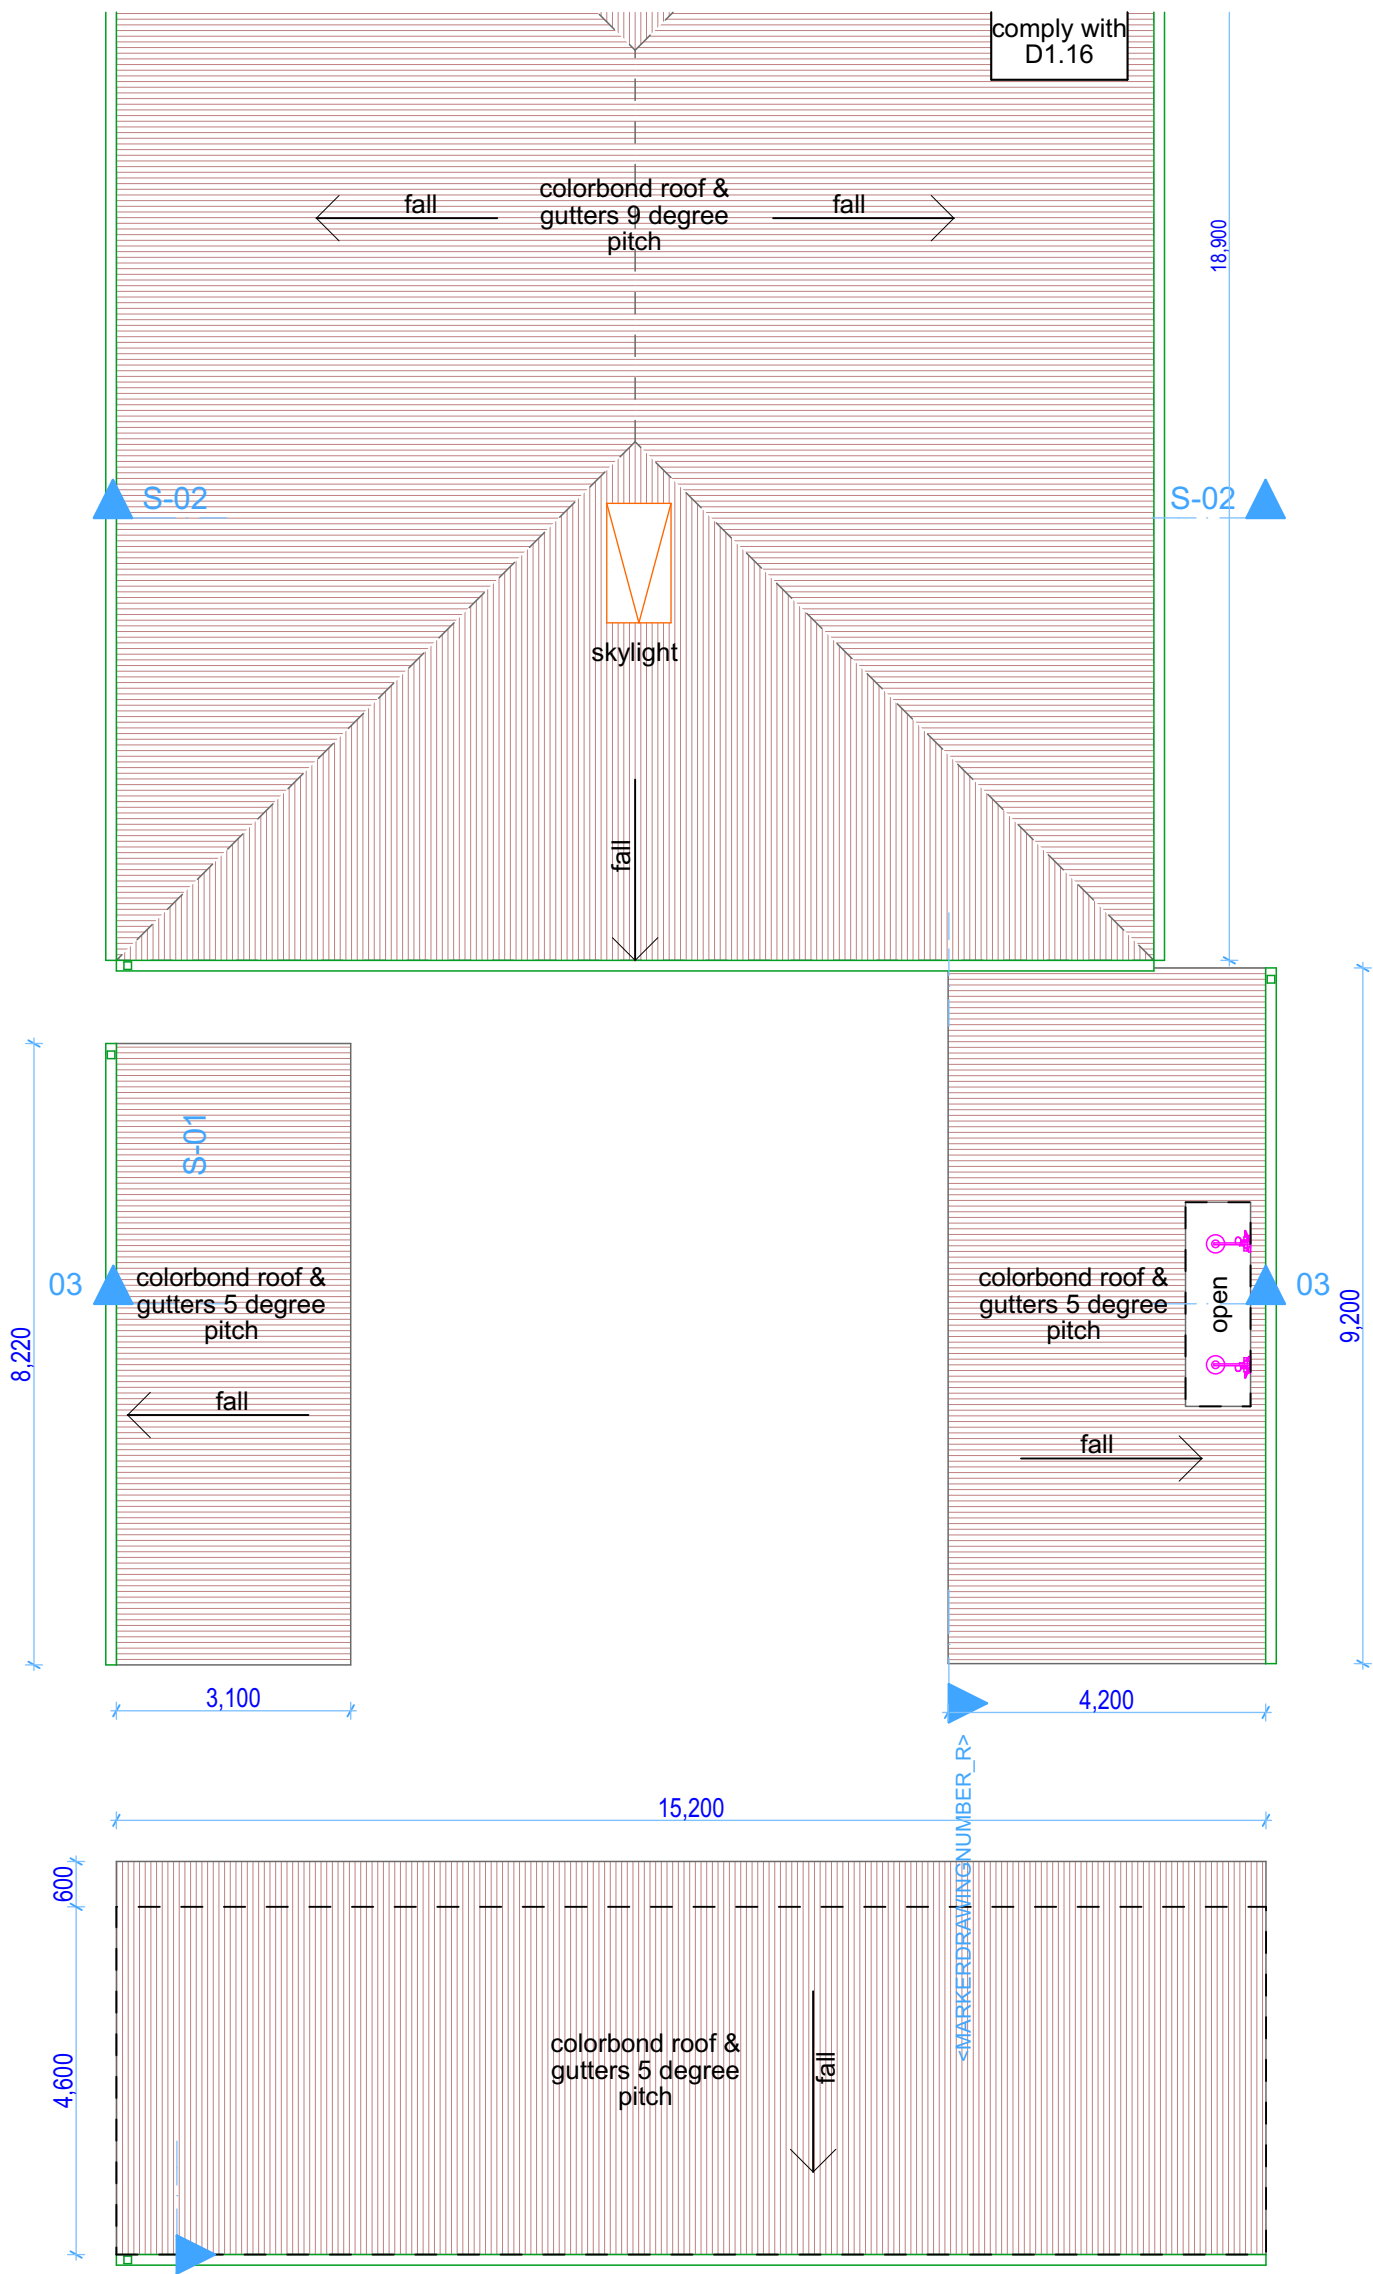 comply with
D1.16
fall
colorbond roof &
gutters 9 degree
pitch
fall
18,900
S-02
S-02
skylight
fall
S-01
03
colorbond roof &
gutters 5 degree
pitch
fall
8,220
colorbond roof &
gutters 5 degree
pitch
open
03
fall
9,200
3,100
4,200
<MARKERDRAWINGNUMBER_R>
15,200
600
4,600
colorbond roof &
gutters 5 degree
pitch
fall